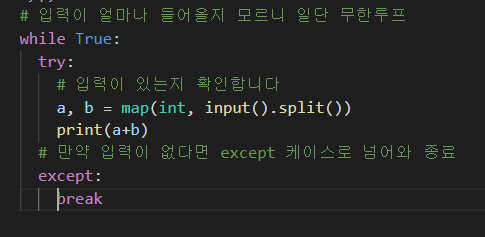 # 입력이 얼마나 들어올지 모르니 일단 무한루프
while True:
  try:
    # 입력이 있는지 확인합니다
    a, b = map(int, input().split())
    print(a+b)
  # 만약 입력이 없다면 except 케이스로 넘어와 종료
  except:
    break